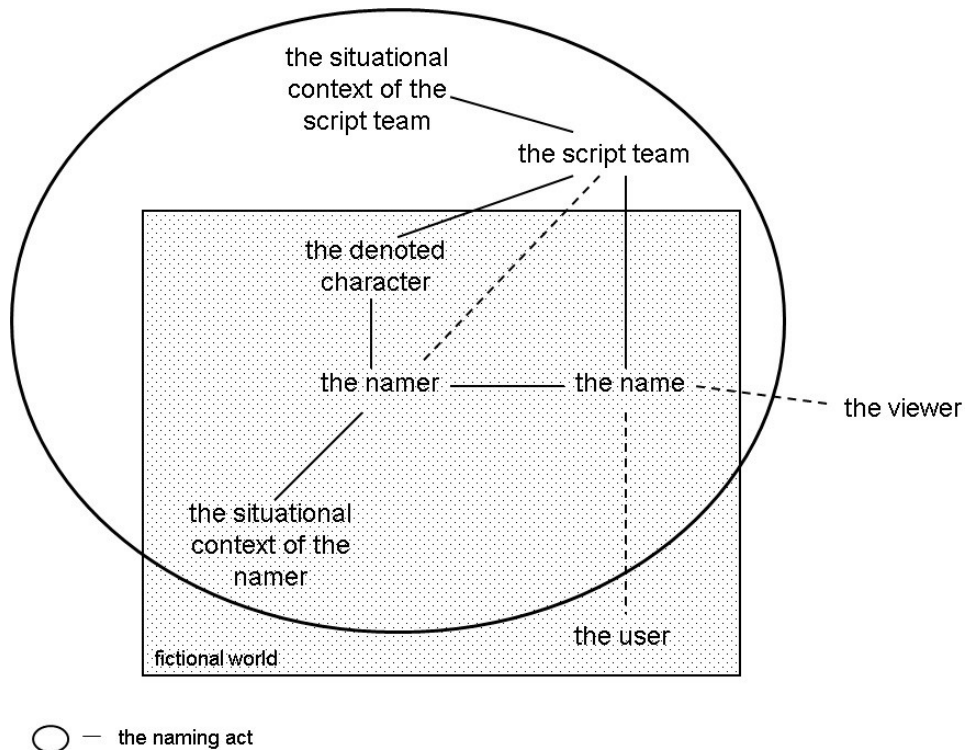 the situational
context of the
script team
the script team
the denoted
character
the namer
the name
the viewer
the situational
context of the
namer
the user
fictional world
— the naming act